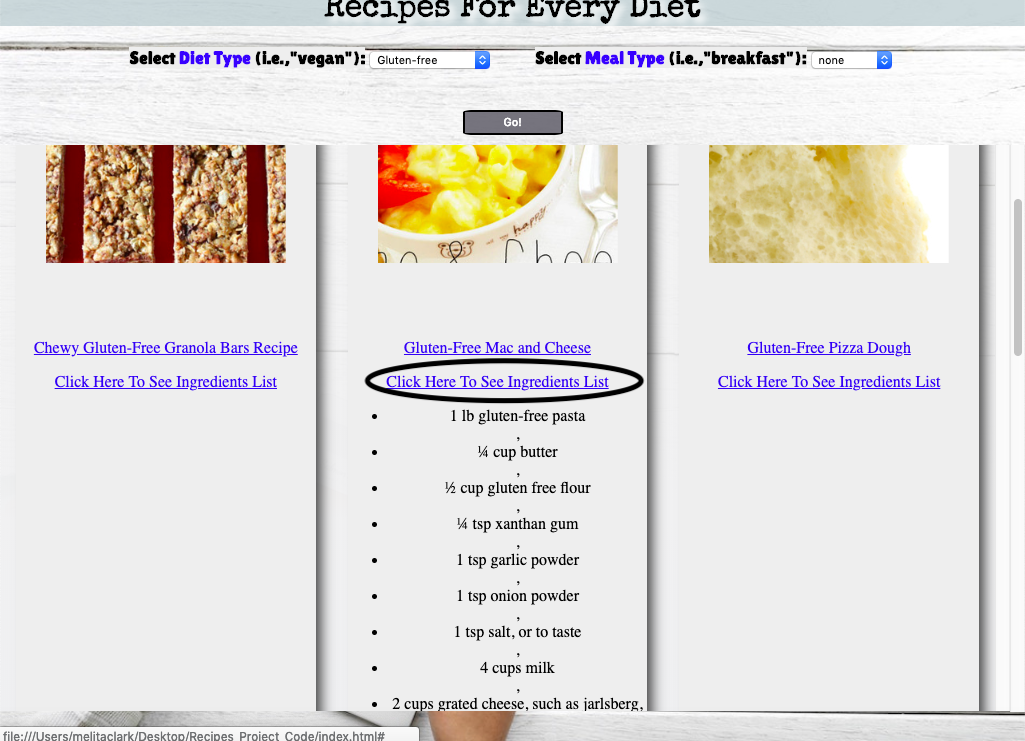 Recipes For Every Diet
Select Diet Type (i.e.,"vegan"): Gluten-free Select Meal Type (i.e.,"breakfast"): none
Go!
happy
& Chop
Chewy Gluten-Free Granola Bars Recipe
Click Here To See Ingredients List
Gluten-Free Mac and Cheese
Click Here To See Ingredients List
• 1 lb gluten-free pasta
,
• ¼ cup butter
,
• ½ cup gluten free flour
,
• ¼ tsp xanthan gum
,
• 1 tsp garlic powder
,
• 1 tsp onion powder
,
• 1 tsp salt, or to taste
,
• 4 cups milk
,
• 2 cups grated cheese, such as jarlsberg,
Gluten-Free Pizza Dough
Click Here To See Ingredients List
file:///Users/melitaclark/Desktop/Recipes_Project_Code/index.html#